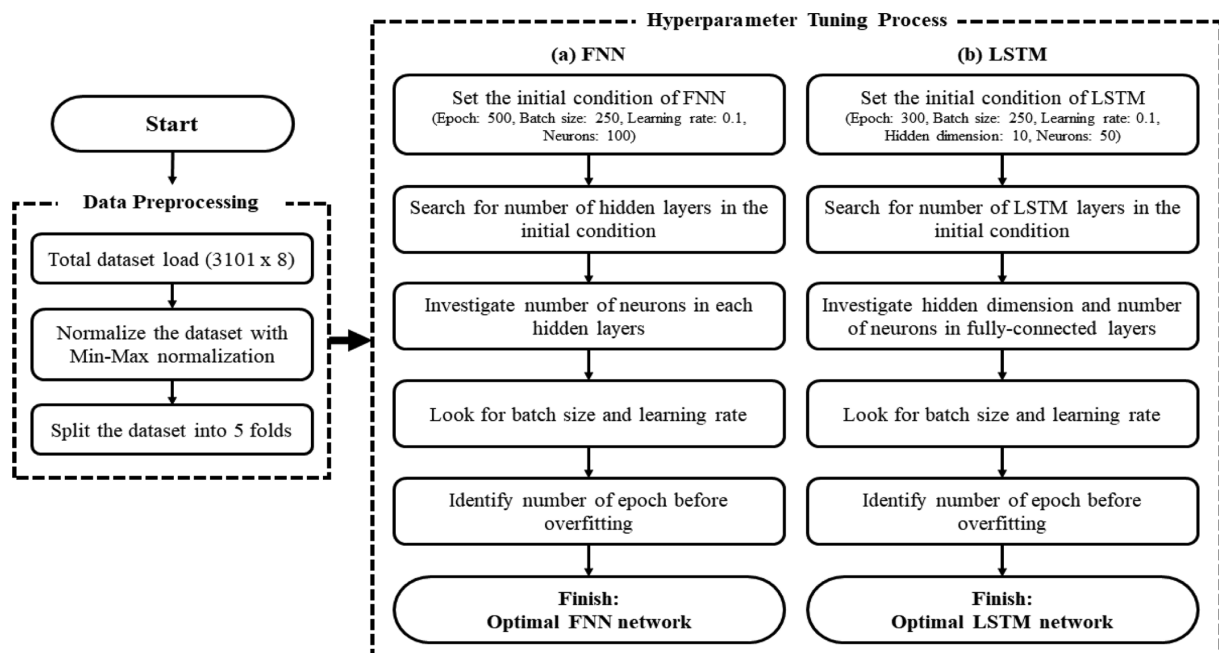 Start
Data Preprocessing
Total dataset load (3101 x 8)
Normalize the dataset with
Min-Max normalization
Split the dataset into 5 folds
Hyperparameter Tuning Process
(a) FNN
Set the initial condition of FNN
(Epoch: 500, Batch size: 250, Learning rate: 0.1,
Neurons: 100)
Search for number of hidden layers in the
initial condition
Investigate number of neurons in each
hidden layers
Look for batch size and learning rate
Identify number of epoch before
overfitting
Finish:
Optimal FNN network
(b) LSTM
Set the initial condition of LSTM
(Epoch: 300, Batch size: 250, Learning rate: 0.1,
Hidden dimension: 10, Neurons: 50)
Search for number of LSTM layers in the
initial condition
Investigate hidden dimension and number
of neurons in fully-connected layers
Look for batch size and learning rate
Identify number of epoch before
overfitting
Finish:
Optimal LSTM network